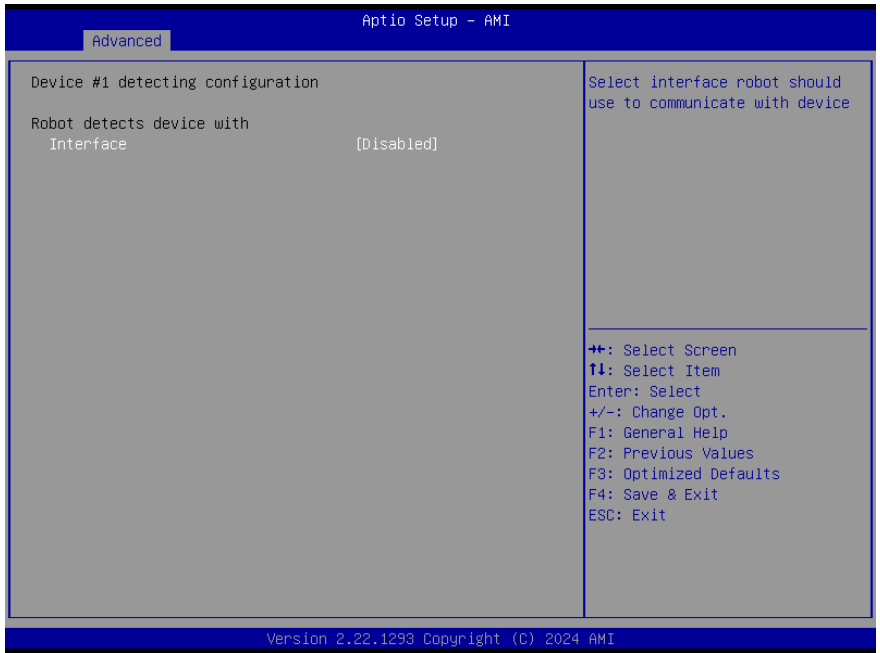 Aptio Setup - AMI
Advanced
Device #1 detecting configuration
Robot detects device with
Interface [Disabled]
Select interface robot should
use to communicate with device
→←: Select Screen
↑↓: Select Item
Enter: Select
+/-: Change Opt.
F1: General Help
F2: Previous Values
F3: Optimized Defaults
F4: Save & Exit
ESC: Exit
Version 2.22.1293 Copyright (C) 2024 AMI